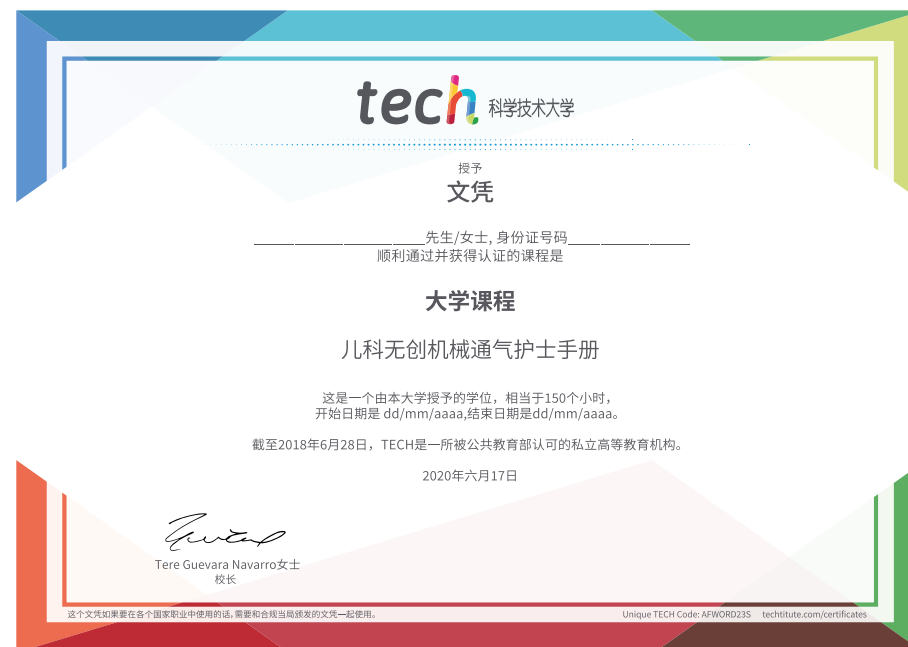 tech 科学技术大学
授予
文凭
________________________先生/女士, 身份证号码________________
顺利通过并获得认证的课程是
大学课程
儿科无创机械通气护士手册
这是一个由本大学授予的学位，相当于150个小时，
开始日期是 dd/mm/aaaa,结束日期是dd/mm/aaaa。
截至2018年6月28日，TECH是一所被公共教育部认可的私立高等教育机构。
2020年六月17日
Tere Guevara Navarro女士
校长
这个文凭如果要在各个国家职业中使用的话,需要和合规当局颁发的文凭一起使用。
Unique TECH Code: AFWORD23S techtitute.com/certificates